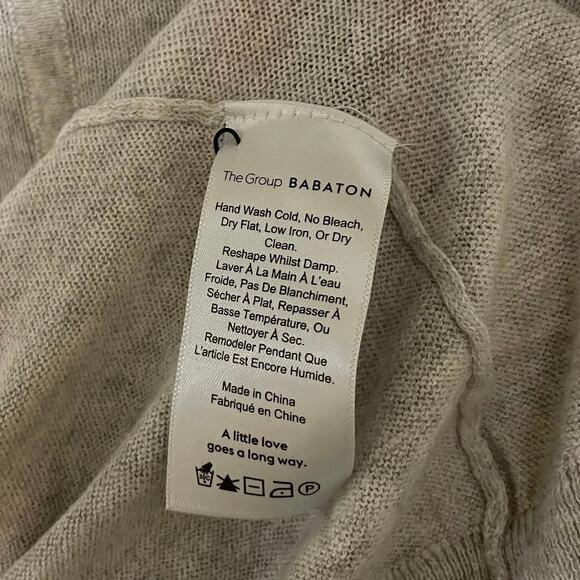 The Group BABATON
Hand Wash Cold, No Bleach,
Dry Flat, Low Iron, Or Dry
Clean.
Reshape Whilst Damp.
Laver À La Main À L'eau
Froide, Pas De Blanchiment,
Sécher À Plat, Repasser À
Basse Température, Ou
Nettoyer À Sec.
Remodeler Pendant Que
L'article Est Encore Humide.
Made in China
Fabriqué en Chine
A little love
goes a long way.
P